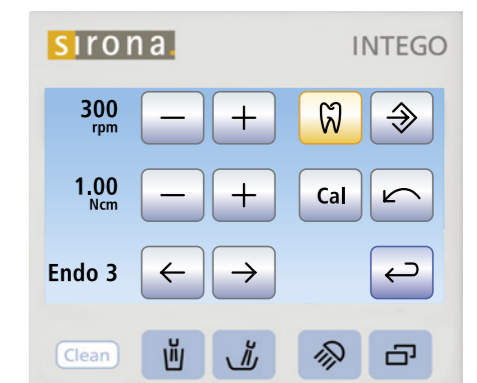 sirona. INTEGO
300
rpm
− +
1.00
Ncm
− + Cal
Endo 3
Clean